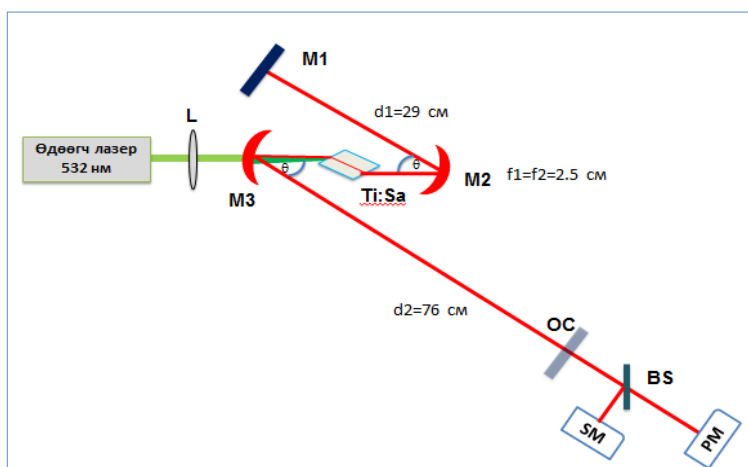 M1
L
d1=29 см
Өдөөгч лазер
532 нм
θ
θ
M2
f1=f2=2.5 см
M3
Ti:Sa
d2=76 см
OC
BS
SM
PM